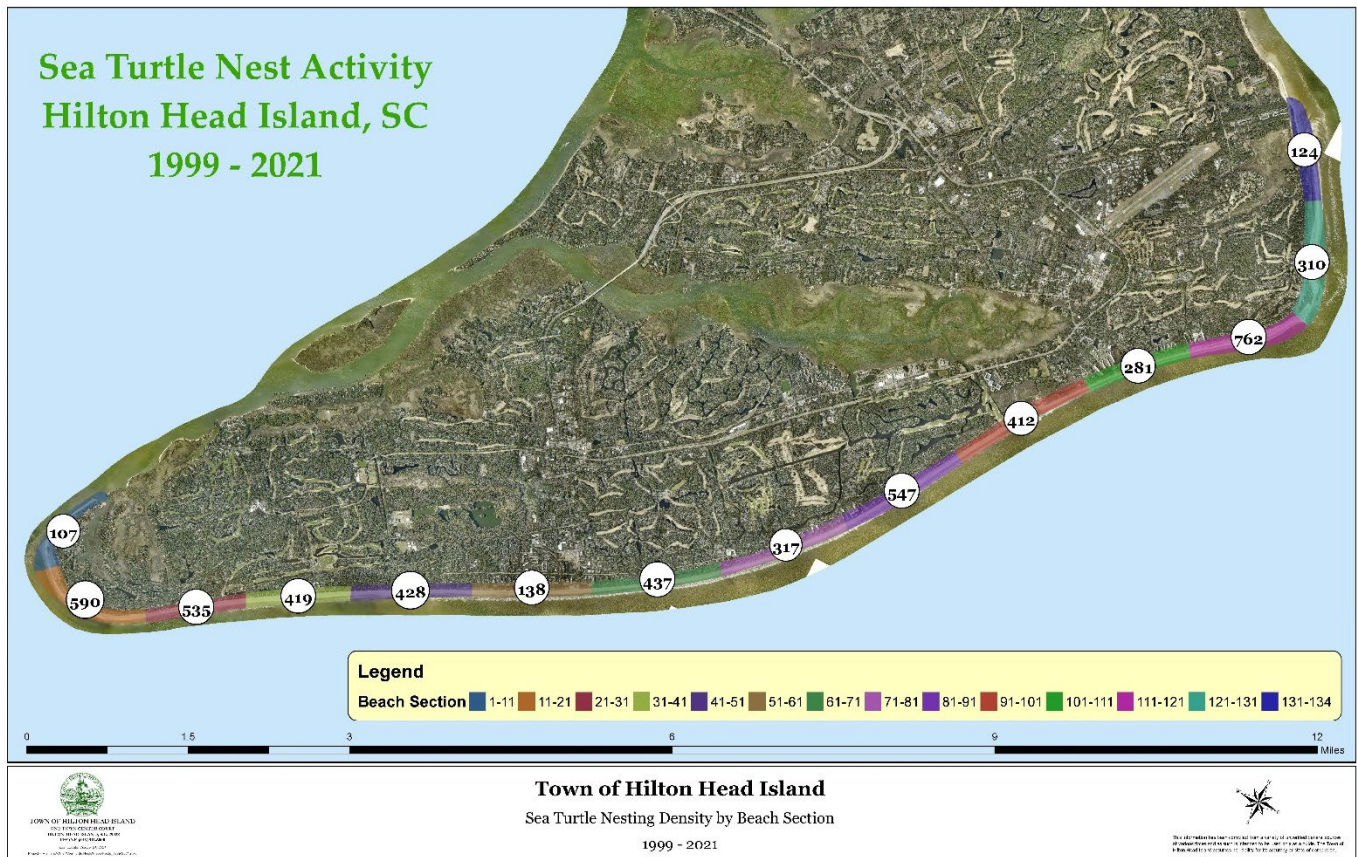 Sea Turtle Nest Activity
Hilton Head Island, SC
1999 - 2021
124
310
762
281
412
547
317
437
138
428
419
535
590
107
Legend
Beach Section 1-11 11-21 21-31 31-41 41-51 51-61 61-71 71-81 81-91 91-101 101-111 111-121 121-131 131-134
0 1.5 3 6 9 12
Miles
Town of Hilton Head Island
Sea Turtle Nesting Density by Beach Section
1999 - 2021
TOWN OF HILTON HEAD ISLAND
ONE TOWN CENTER COURT